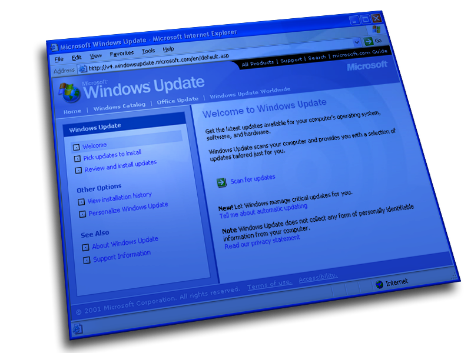 Microsoft Windows Update - Microsoft Internet Explorer
File Edit View Favorites Tools Help
Address http://v4.windowsupdate.microsoft.com/en/default.asp
All Products | Support | Search | microsoft.com Guide
Microsoft
Windows Update
Microsoft
Home | Windows Catalog | Office Update | Windows Update Worldwide
Windows Update
Welcome
Pick updates to install
Review and install updates
Other Options
View installation history
Personalize Windows Update
See Also
About Windows Update
Support Information
Welcome to Windows Update
Get the latest updates available for your computer's operating system,
software, and hardware.
Windows Update scans your computer and provides you with a selection of
updates tailored just for you.
Scan for updates
New! Let Windows manage critical updates for you.
Tell me about automatic updating
Note Windows Update does not collect any form of personally identifiable
information from your computer.
Read our privacy statement
© 2002 Microsoft Corporation. All rights reserved. Terms of use. Accessibility.
Internet